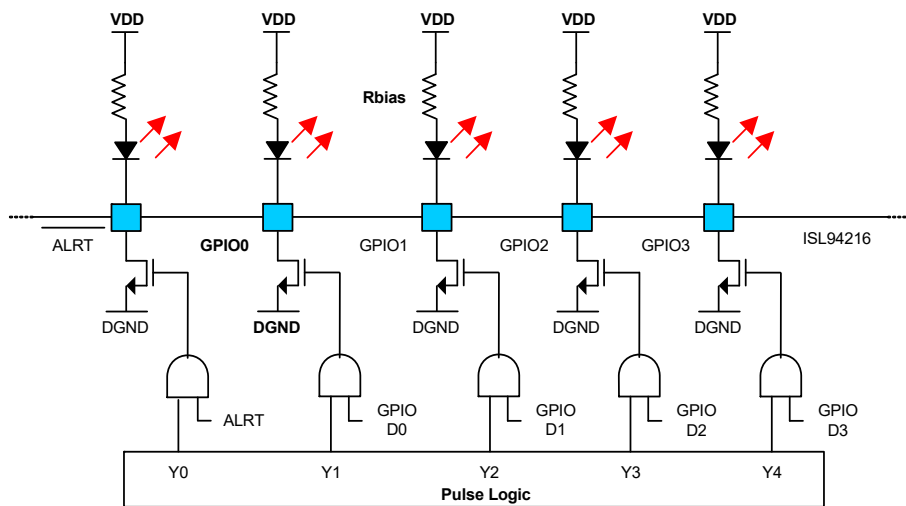 VDD VDD VDD VDD VDD
Rbias
ALRT GPIO0 GPIO1 GPIO2 GPIO3 ISL94216
DGND DGND DGND DGND DGND
ALRT GPIO GPIO GPIO GPIO
D0 D1 D2 D3
Y0 Y1 Y2 Y3 Y4
Pulse Logic